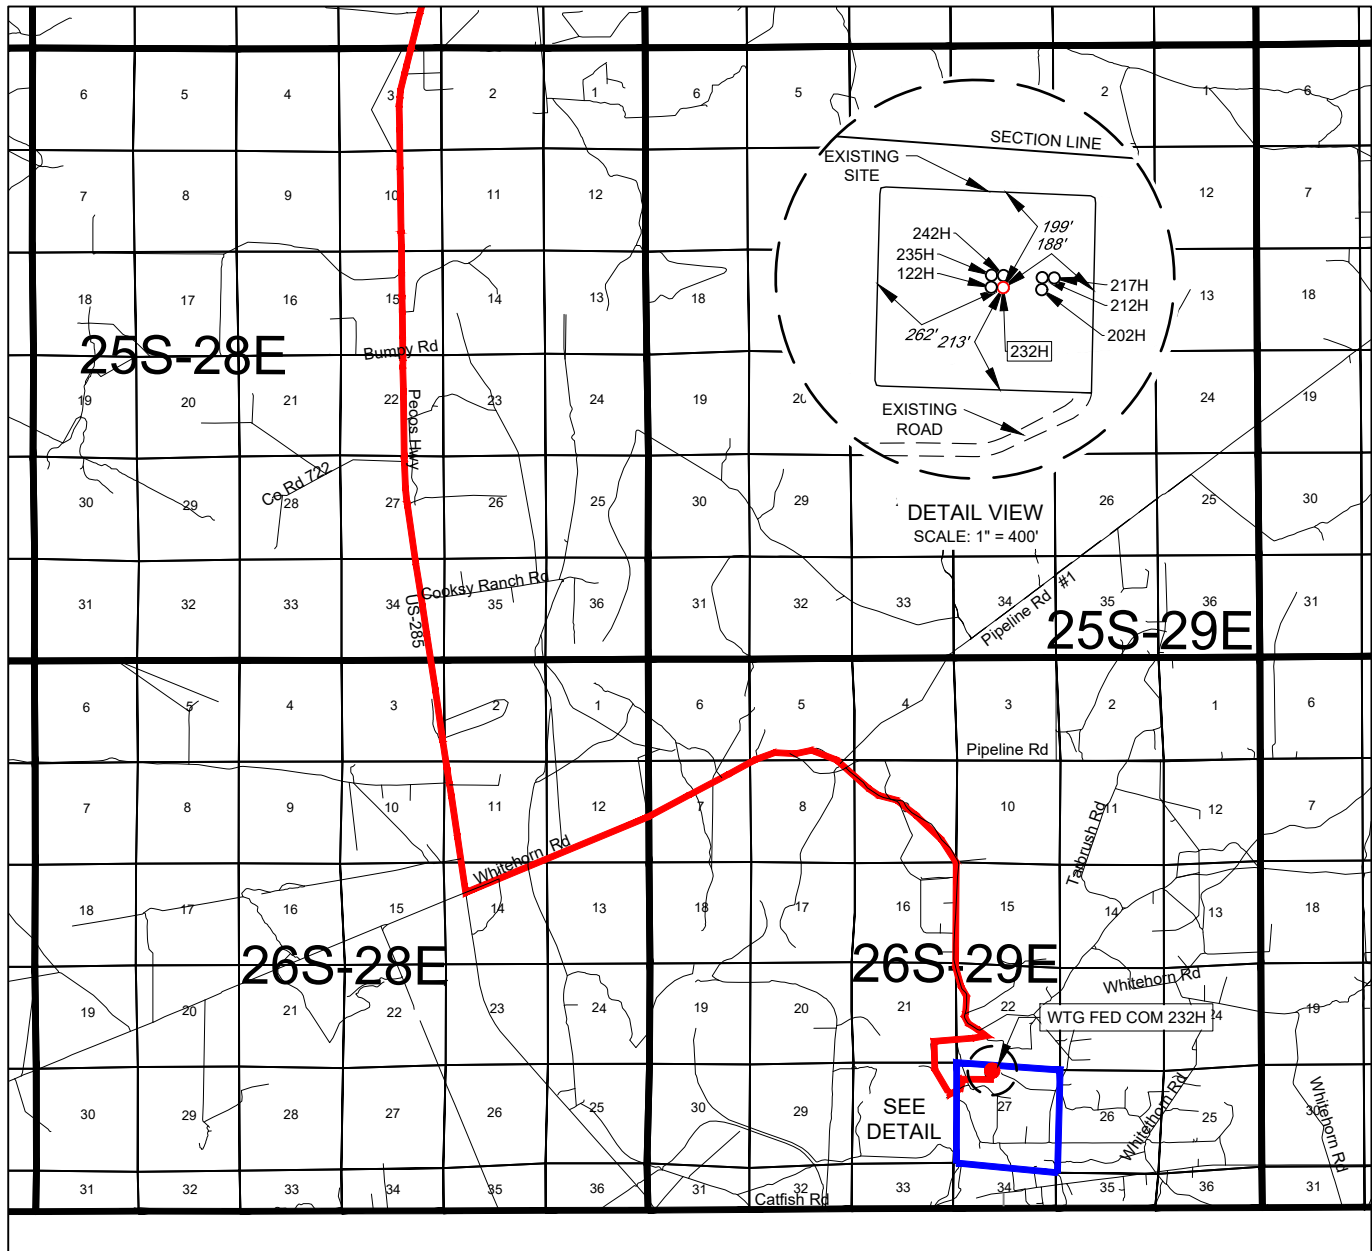 6 5 4 3 2 1 6 5 2 1 6
SECTION LINE
EXISTING
SITE
7 8 9 10 11 12 12 7
199'
188'
242H
235H
122H
217H
212H
202H
262'
213'
232H
18 17 16 15 14 13 18 13 18
25S-28E
Bumpy Rd
Pecos Hwy
19 20 21 22 23 24 19 20 24 19
EXISTING
ROAD
Co Rd 722
30 29 28 27 26 25 30 29 26 25 30
DETAIL VIEW
SCALE: 1" = 400'
Cooksy Ranch Rd
US-285
31 32 33 34 35 36 31 32 33 34 35 36 31
Pipeline Rd #1
25S-29E
6 5 4 3 2 1 6 5 4 3 2 1 6
Pipeline Rd
7 8 9 10 11 12 7 8 10 11 12 7
Tarbrush Rd
Whitehorn Rd
18 17 16 15 14 13 18 17 16 15 14 13 18
26S-28E
26S-29E
Whitehorn Rd
19 20 21 22 23 24 19 20 21 22 24 19
WTG FED COM 232H
30 29 28 27 26 25 30 29 27 26 25 30
SEE
DETAIL
Whitethorn Rd
Whitehorn Rd
31 32 33 34 35 36 31 32 33 34 35 36 31
Catfish Rd